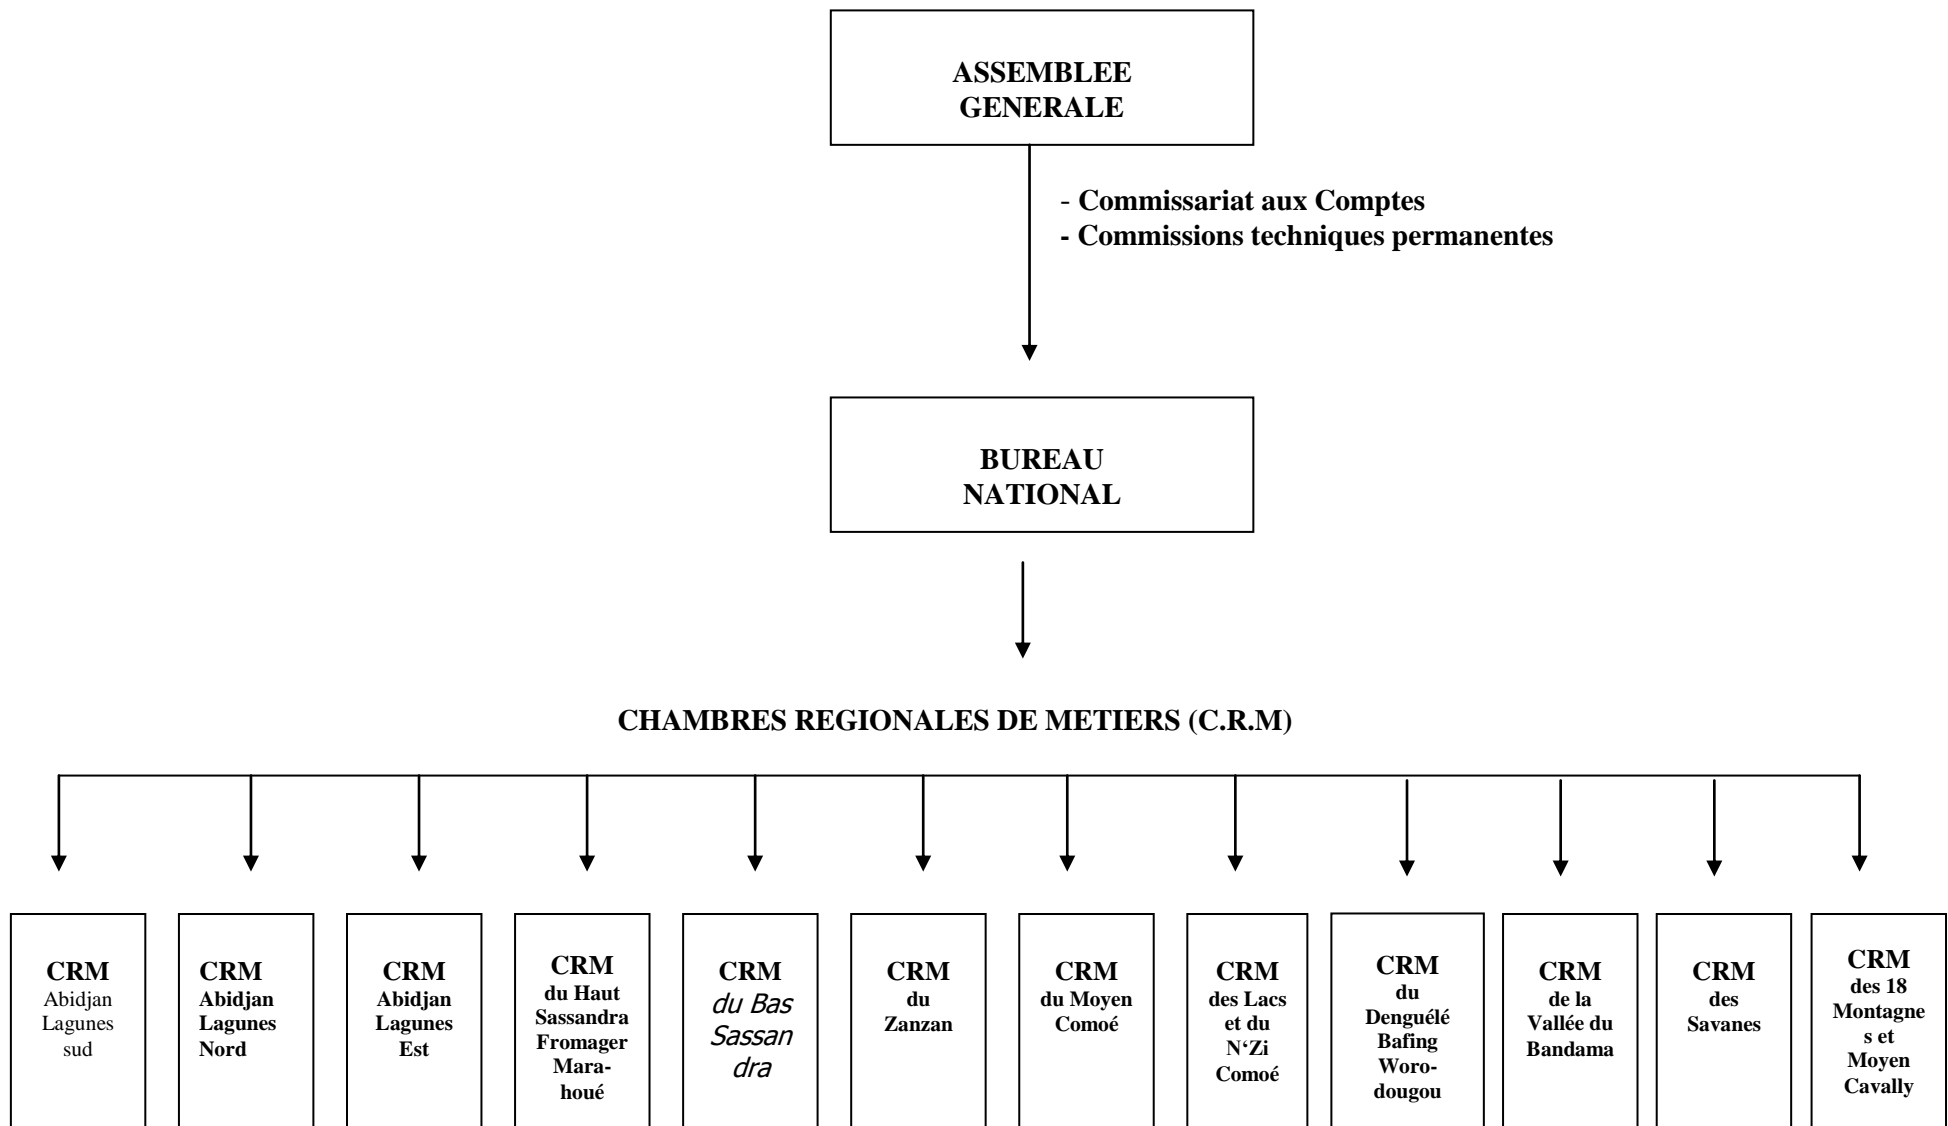 ASSEMBLEE
GENERALE
- Commissariat aux Comptes
- Commissions techniques permanentes
BUREAU
NATIONAL
CHAMBRES REGIONALES DE METIERS (C.R.M)
CRM
Abidjan
Lagunes
sud
CRM
Abidjan
Lagunes
Nord
CRM
Abidjan
Lagunes
Est
CRM
du Haut
Sassandra
Fromager
Mara-
houé
CRM
du Bas
Sassan
dra
CRM
du
Zanzan
CRM
du Moyen
Comoé
CRM
des Lacs
et du
N‘Zi
Comoé
CRM
du
Denguélé
Bafing
Woro-
dougou
CRM
de la
Vallée du
Bandama
CRM
des
Savanes
CRM
des 18
Montagne
s et
Moyen
Cavally